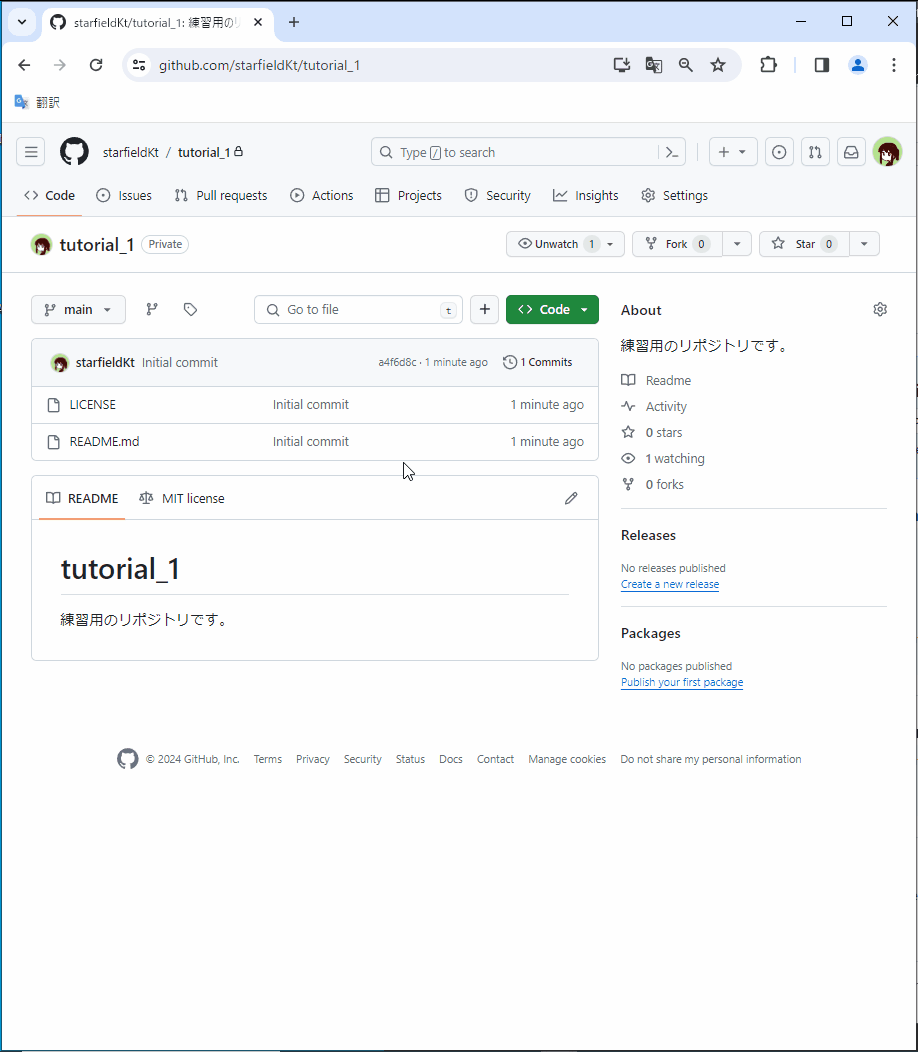 starfieldKt/tutorial_1: 練習用のリ
github.com/starfieldKt/tutorial_1
翻訳
starfieldKt / tutorial_1 Type / to search
Code Issues Pull requests Actions Projects Security Insights Settings
tutorial_1 Private Unwatch 1 Fork 0 Star 0
main Go to file t Code
starfieldKt Initial commit a4f6d8c · 1 minute ago 1 Commits
LICENSE Initial commit 1 minute ago
README.md Initial commit 1 minute ago
README MIT license
tutorial_1
練習用のリポジトリです。
About
練習用のリポジトリです。
Readme
Activity
0 stars
1 watching
0 forks
Releases
No releases published
Create a new release
Packages
No packages published
Publish your first package
© 2024 GitHub, Inc. Terms Privacy Security Status Docs Contact Manage cookies Do not share my personal information